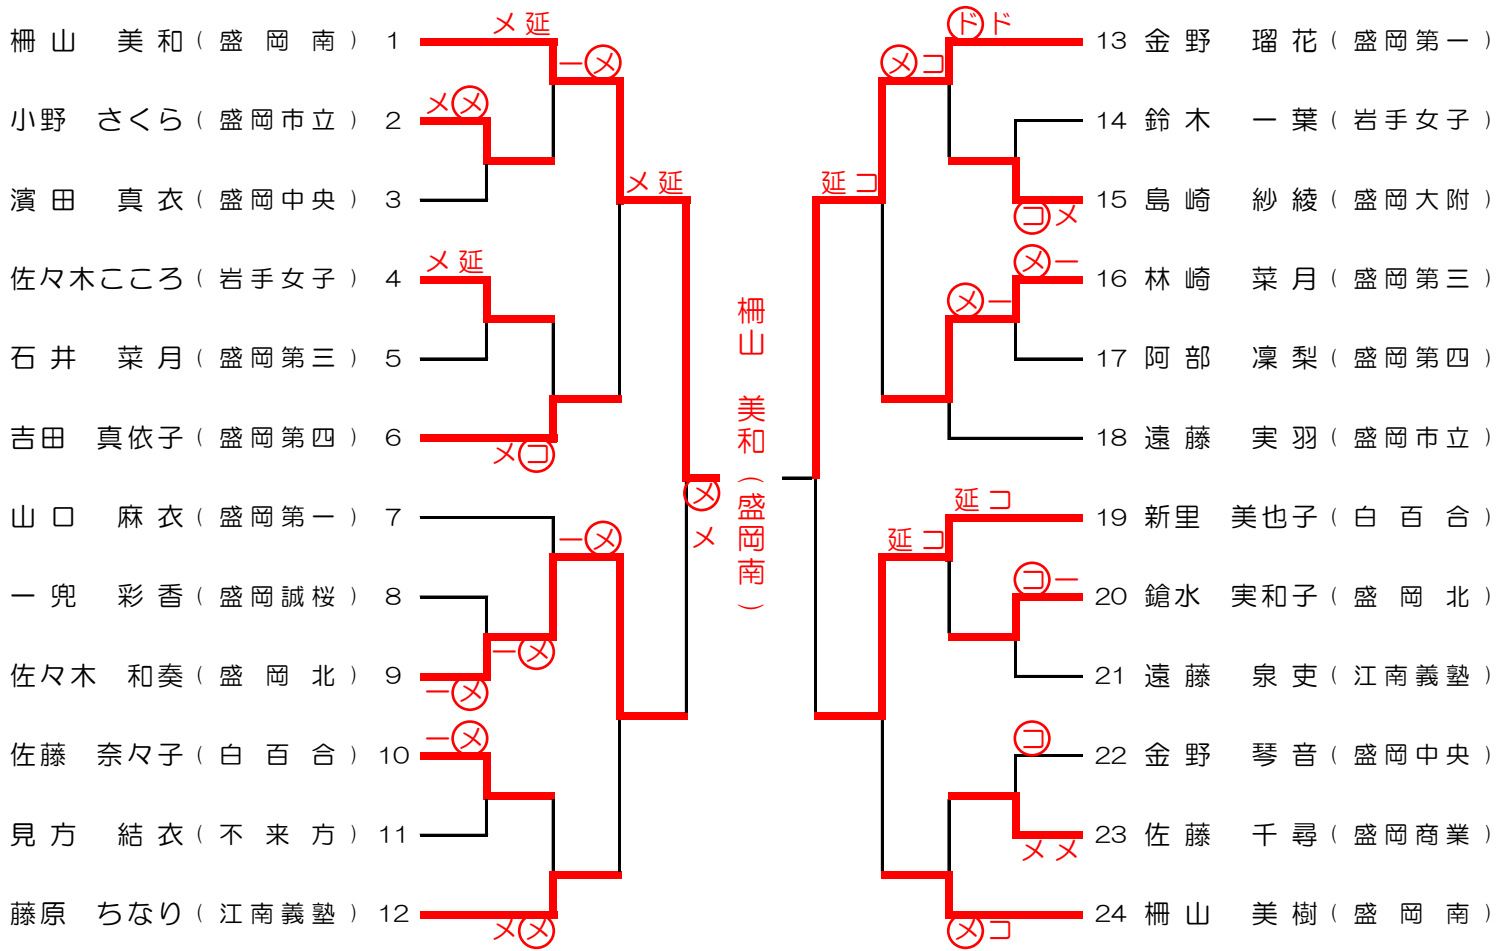 柵山　美和（盛岡南）1
小野　さくら（盛岡市立）2
濱田　真衣（盛岡中央）3
佐々木こころ（岩手女子）4
石井　菜月（盛岡第三）5
吉田　真依子（盛岡第四）6
山口　麻衣（盛岡第一）7
一兜　彩香（盛岡誠桜）8
佐々木　和奏（盛岡北）9
佐藤　奈々子（白百合）10
見方　結衣（不来方）11
藤原　ちなり（江南義塾）12
メ延
メメ
メ延
メコ
ーメ
ーメ
メメ
ーメ
ーメ
ーメ
メ延
メ
メ
柵山　美和（盛岡南）
延コ
メコ
メー
延コ
ドド
コメ
メー
延コ
コー
コ
メメ
メコ
13 金野　瑠花（盛岡第一）
14 鈴木　一葉（岩手女子）
15 島崎　紗綾（盛岡大附）
16 林崎　菜月（盛岡第三）
17 阿部　凜梨（盛岡第四）
18 遠藤　実羽（盛岡市立）
19 新里　美也子（白百合）
20 鎗水　実和子（盛岡北）
21 遠藤　泉吏（江南義塾）
22 金野　琴音（盛岡中央）
23 佐藤　千尋（盛岡商業）
24 柵山　美樹（盛岡南）